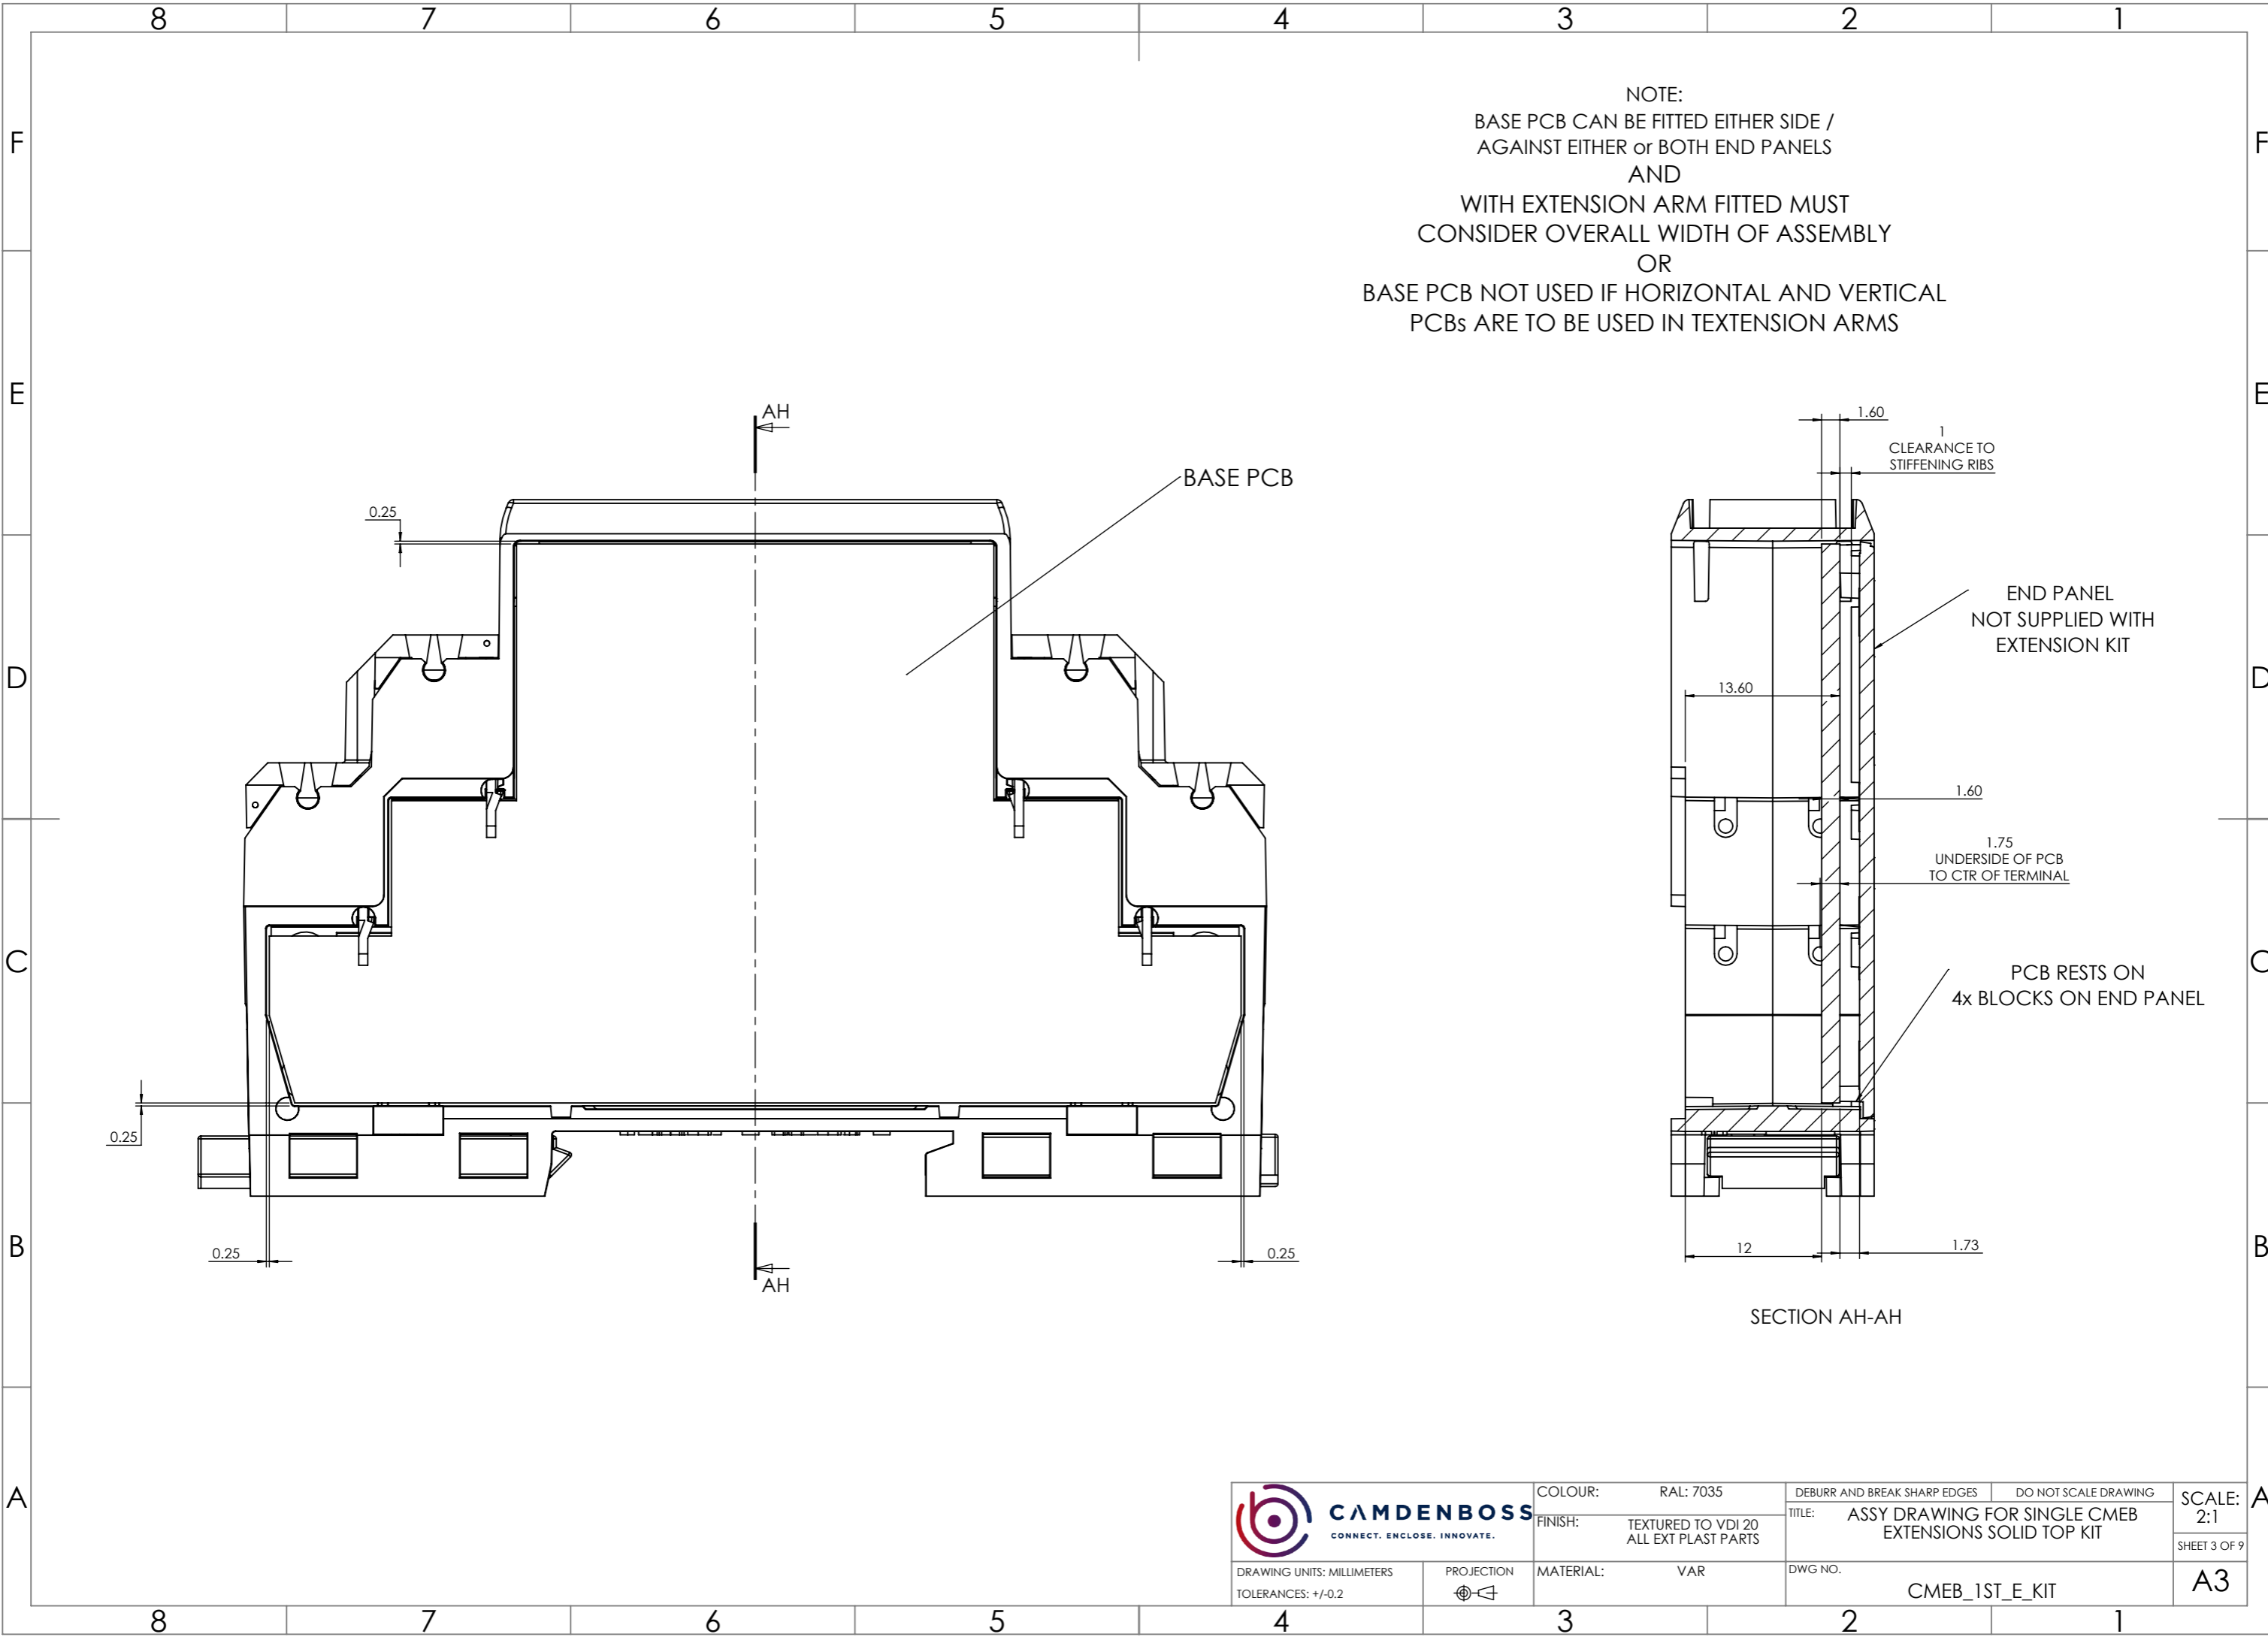 8 7 6 5 4 3 2 1
F
F
NOTE:
BASE PCB CAN BE FITTED EITHER SIDE /
AGAINST EITHER or BOTH END PANELS
AND
WITH EXTENSION ARM FITTED MUST
CONSIDER OVERALL WIDTH OF ASSEMBLY
OR
BASE PCB NOT USED IF HORIZONTAL AND VERTICAL
PCBs ARE TO BE USED IN TEXTENSION ARMS
E
E
AH
BASE PCB
0.25
1.60
1
CLEARANCE TO
STIFFENING RIBS
END PANEL
NOT SUPPLIED WITH
EXTENSION KIT
D
D
13.60
1.60
1.75
UNDERSIDE OF PCB
TO CTR OF TERMINAL
C
C
PCB RESTS ON
4x BLOCKS ON END PANEL
0.25
B
B
0.25
0.25
12
1.73
AH
SECTION AH-AH
A
A
CAMDENBOSS
CONNECT. ENCLOSE. INNOVATE.
DRAWING UNITS: MILLIMETERS
TOLERANCES: +/-0.2
PROJECTION
COLOUR: RAL: 7035
FINISH: TEXTURED TO VDI 20
ALL EXT PLAST PARTS
MATERIAL: VAR
DEBURR AND BREAK SHARP EDGES
DO NOT SCALE DRAWING
TITLE: ASSY DRAWING FOR SINGLE CMEB
EXTENSIONS SOLID TOP KIT
DWG NO.
CMEB_1ST_E_KIT
SCALE:
2:1
SHEET 3 OF 9
A3
8 7 6 5 4 3 2 1